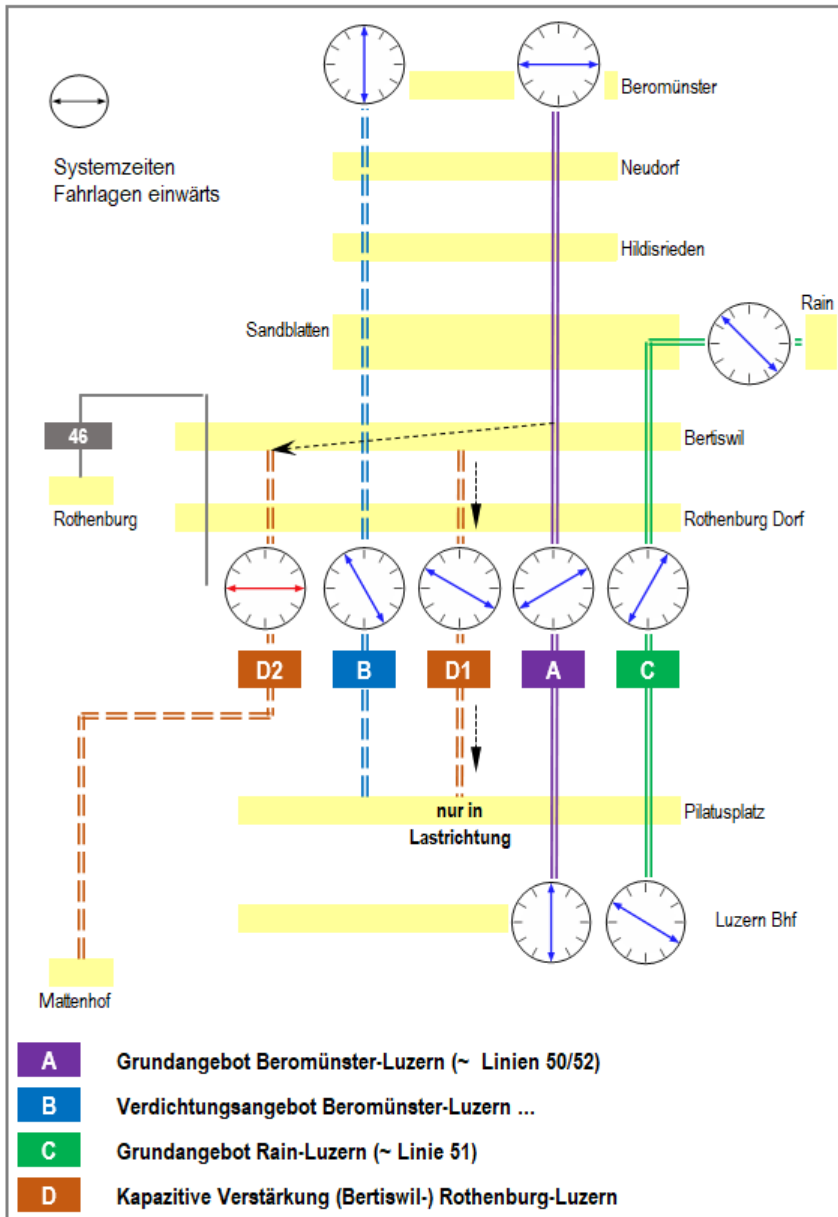 Beromünster
Systemzeiten
Fahrlagen einwärts
Neudorf
Hildisrieden
Sandblatten
Rain
46
Bertiswil
Rothenburg
Rothenburg Dorf
D2
B
D1
A
C
nur in
Lastrichtung
Pilatusplatz
Luzern Bhf
Mattenhof
A Grundangebot Beromünster-Luzern (~ Linien 50/52)
B Verdichtungsangebot Beromünster-Luzern ...
C Grundangebot Rain-Luzern (~ Linie 51)
D Kapazitive Verstärkung (Bertiswil-) Rothenburg-Luzern